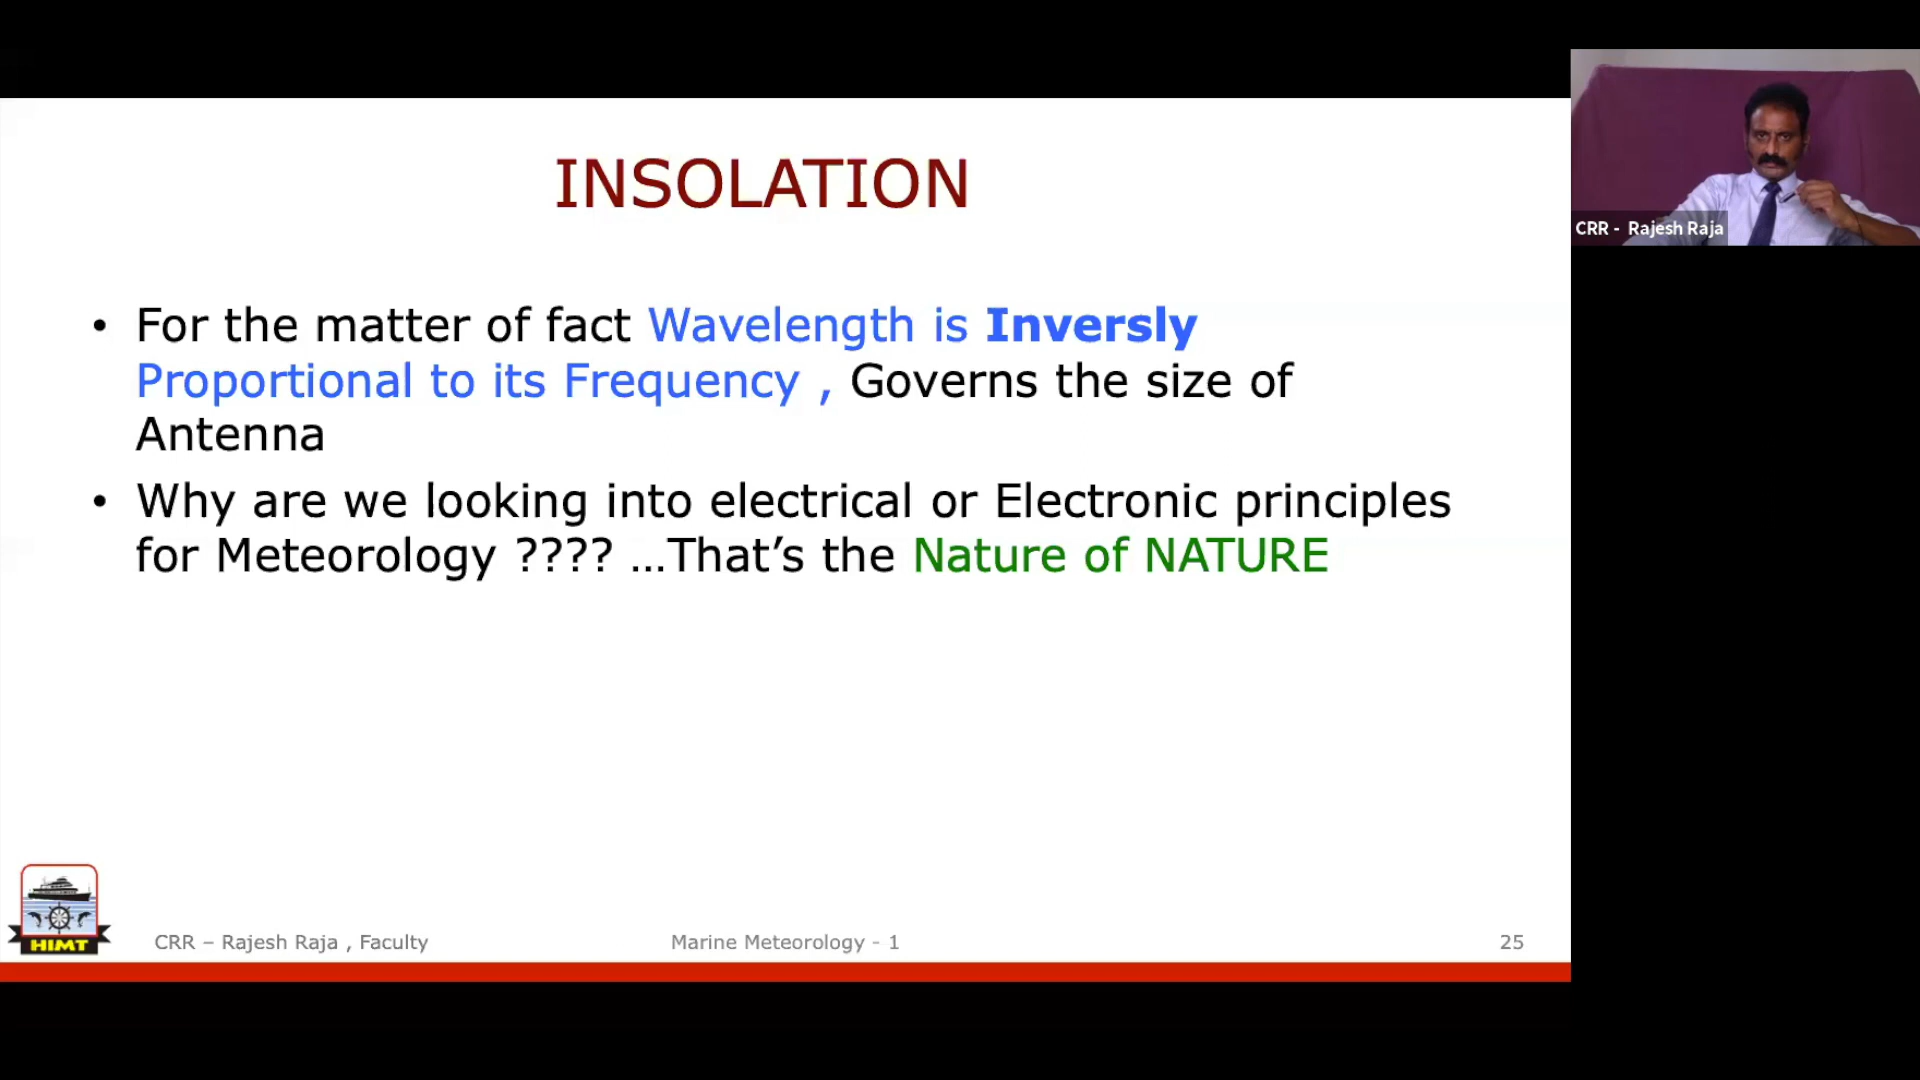 INSOLATION
• For the matter of fact Wavelength is Inversly
Proportional to its Frequency , Governs the size of
Antenna
• Why are we looking into electrical or Electronic principles
for Meteorology ???? ...That’s the Nature of NATURE
CRR - Rajesh Raja
HIMT
CRR – Rajesh Raja , Faculty
Marine Meteorology - 1
25